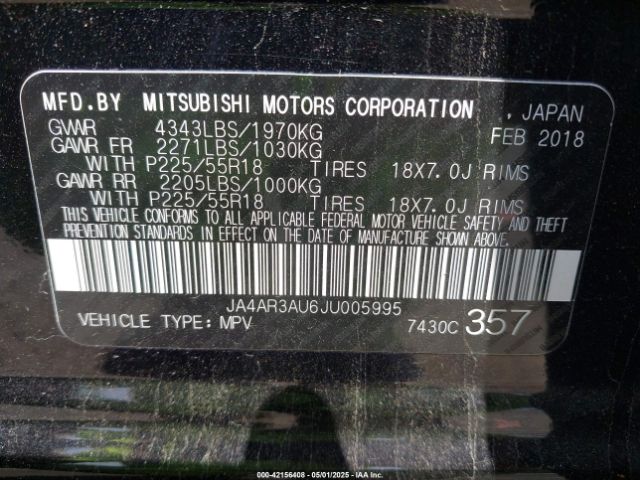 MFD.BY MITSUBISHI MOTORS CORPORATION , JAPAN
GVWR 4343LBS/1970KG FEB 2018
GAWR FR 2271LBS/1030KG
WITH P225/55R18 TIRES 18X7.0J RIMS
GAWR RR 2205LBS/1000KG
WITH P225/55R18 TIRES 18X7.0J RIMS
THIS VEHICLE CONFORMS TO ALL APPLICABLE FEDERAL MOTOR VEHICLE SAFETY AND THEFT
PREVENTION STANDARDS IN EFFECT ON THE DATE OF MANUFACTURE SHOWN ABOVE.
JA4AR3AU6JU005995
VEHICLE TYPE: MPV 7430C 357
000-42156408 - 05/01/2025 - IAA Inc.